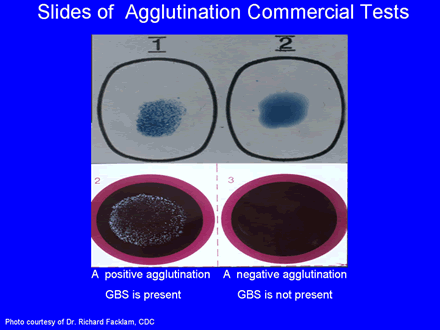 Slides of Agglutination Commercial Tests
1 2
2 3
A positive agglutination A negative agglutination
GBS is present GBS is not present
Photo courtesy of Dr. Richard Facklam, CDC